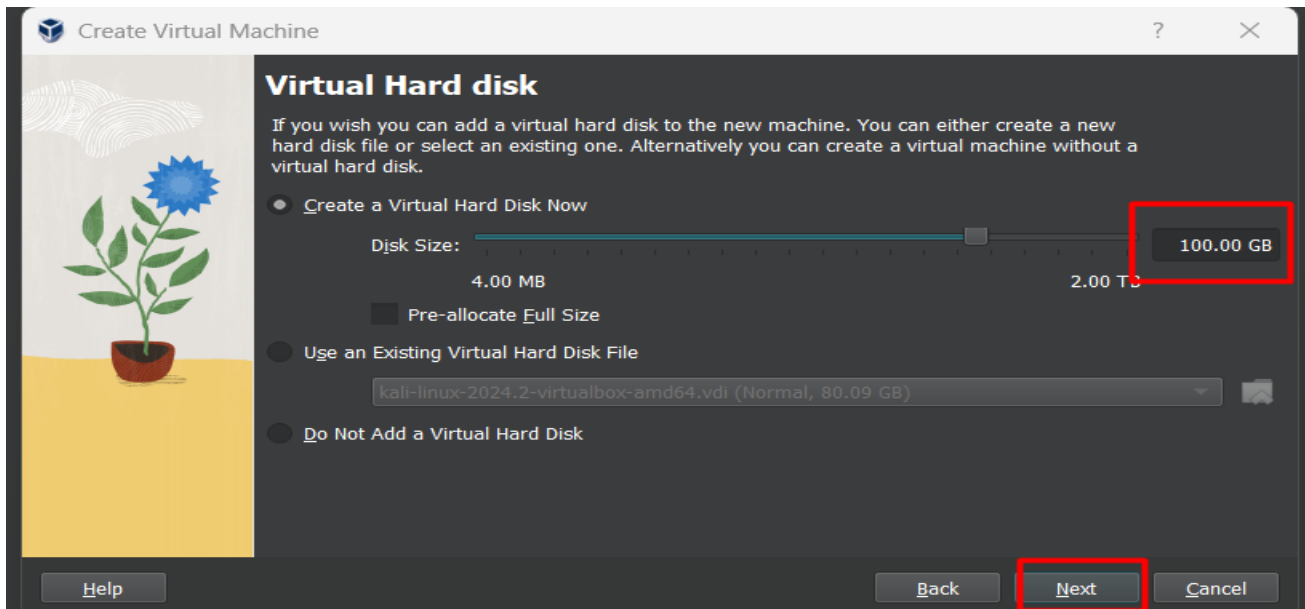 Create Virtual Machine
?
Virtual Hard disk
If you wish you can add a virtual hard disk to the new machine. You can either create a new
hard disk file or select an existing one. Alternatively you can create a virtual machine without a
virtual hard disk.
Create a Virtual Hard Disk Now
Disk Size:
100.00 GB
4.00 MB
2.00 TB
Pre-allocate Full Size
Use an Existing Virtual Hard Disk File
kali-linux-2024.2-virtualbox-amd64.vdi (Normal, 80.09 GB)
Do Not Add a Virtual Hard Disk
Help
Back
Next
Cancel